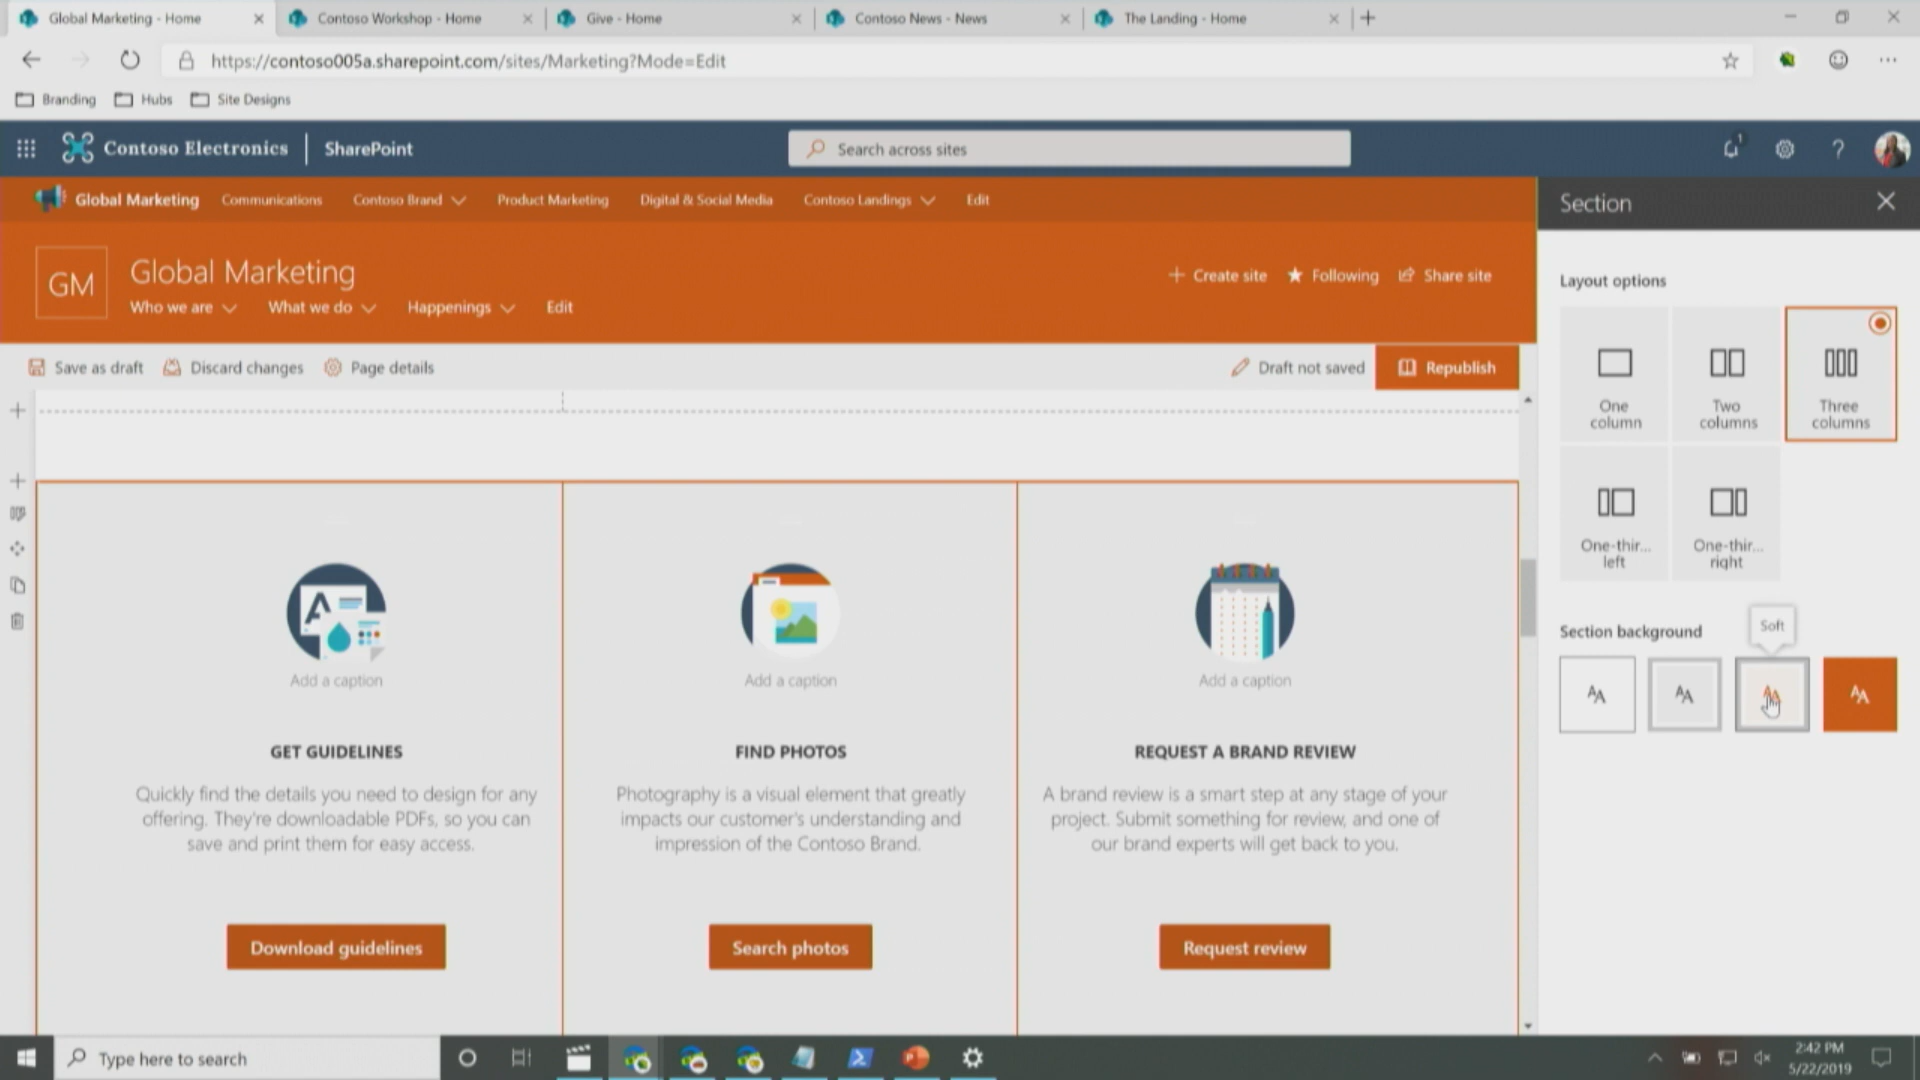 Global Marketing - Home
Contoso Workshop - Home
Give - Home
Contoso News - News
The Landing - Home
https://contoso005a.sharepoint.com/sites/Marketing?Mode=Edit
Branding
Hubs
Site Designs
Contoso Electronics
SharePoint
Search across sites
1
?
Global Marketing
Communications
Contoso Brand
Product Marketing
Digital & Social Media
Contoso Landings
Edit
Section
GM
Global Marketing
Who we are
What we do
Happenings
Edit
Create site
Following
Share site
Layout options
One
column
Two
columns
Three
columns
One-thir...
left
One-thir...
right
Save as draft
Discard changes
Page details
Draft not saved
Republish
Section background
Soft
AA
AA
AA
AA
A
Add a caption
Add a caption
Add a caption
GET GUIDELINES
Quickly find the details you need to design for any
offering. They're downloadable PDFs, so you can
save and print them for easy access.
Download guidelines
FIND PHOTOS
Photography is a visual element that greatly
impacts our customer's understanding and
impression of the Contoso Brand.
Search photos
REQUEST A BRAND REVIEW
A brand review is a smart step at any stage of your
project. Submit something for review, and one of
our brand experts will get back to you.
Request review
Type here to search
2:42 PM
5/22/2019